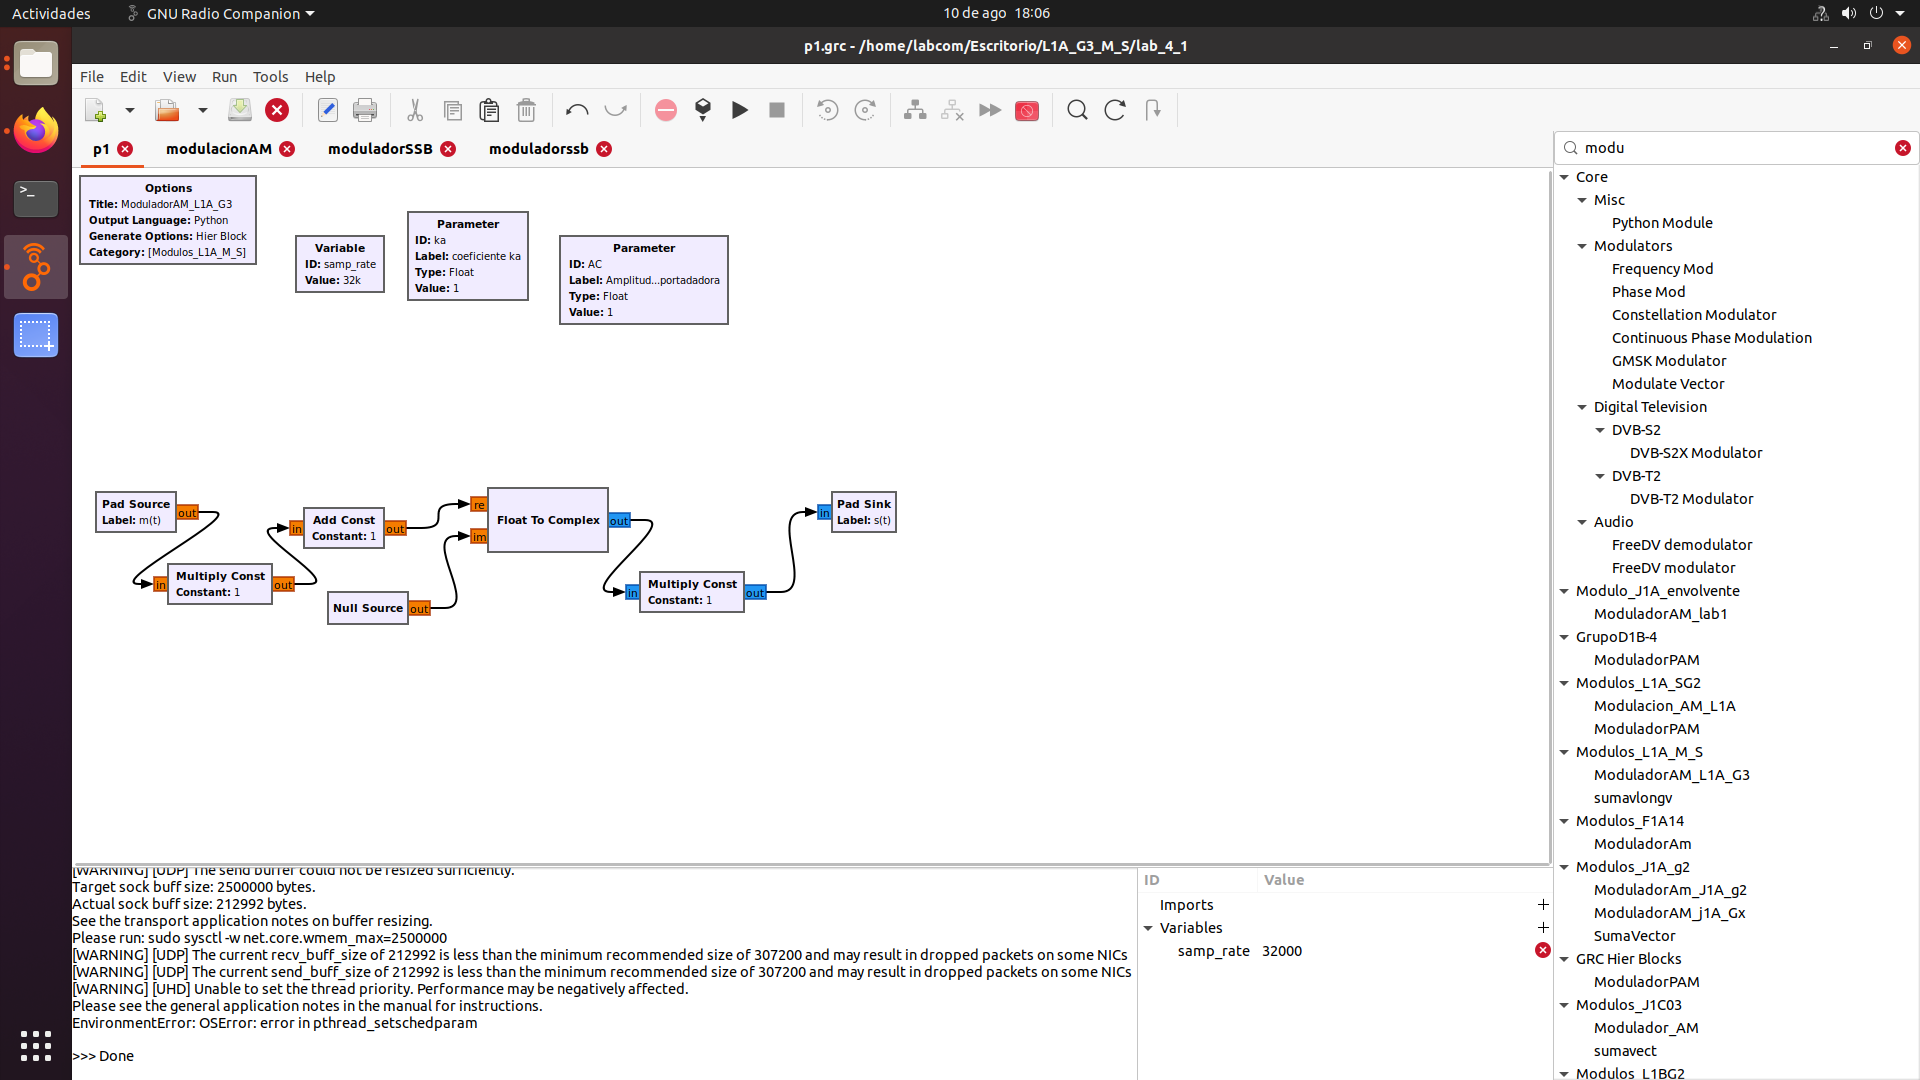 Actividades
GNU Radio Companion
10 de ago 18:06
p1.grc - /home/labcom/Escritorio/L1A_G3_M_S/lab_4_1
File Edit View Run Tools Help
p1 modulacionAM moduladorSSB moduladorssb
Options
Title: ModuladorAM_L1A_G3
Output Language: Python
Generate Options: Hier Block
Category: [Modulos_L1A_M_S]
Variable
ID: samp_rate
Value: 32k
Parameter
ID: ka
Label: coeficiente ka
Type: Float
Value: 1
Parameter
ID: AC
Label: Amplitud...portadadora
Type: Float
Value: 1
Pad Source
Label: m(t)
out
in
Multiply Const
Constant: 1
out
in
Add Const
Constant: 1
out
Null Source
out
re
im
Float To Complex
out
in
Multiply Const
Constant: 1
out
in
Pad Sink
Label: s(t)
[WARNING] [UDP] The send buffer could not be resized sufficiently.
Target sock buff size: 2500000 bytes.
Actual sock buff size: 212992 bytes.
See the transport application notes on buffer resizing.
Please run: sudo sysctl -w net.core.wmem_max=2500000
[WARNING] [UDP] The current recv_buff_size of 212992 is less than the minimum recommended size of 307200 and may result in dropped packets on some NICs
[WARNING] [UDP] The current send_buff_size of 212992 is less than the minimum recommended size of 307200 and may result in dropped packets on some NICs
[WARNING] [UHD] Unable to set the thread priority. Performance may be negatively affected.
Please see the general application notes in the manual for instructions.
EnvironmentError: OSError: error in pthread_setschedparam
>>> Done
ID Value
Imports
Variables
samp_rate 32000
modu
Core
Misc
Python Module
Modulators
Frequency Mod
Phase Mod
Constellation Modulator
Continuous Phase Modulation
GMSK Modulator
Modulate Vector
Digital Television
DVB-S2
DVB-S2X Modulator
DVB-T2
DVB-T2 Modulator
Audio
FreeDV demodulator
FreeDV modulator
Modulo_J1A_envolvente
ModuladorAM_lab1
GrupoD1B-4
ModuladorPAM
Modulos_L1A_SG2
Modulacion_AM_L1A
ModuladorPAM
Modulos_L1A_M_S
ModuladorAM_L1A_G3
sumavlongv
Modulos_F1A14
ModuladorAm
Modulos_J1A_g2
ModuladorAm_J1A_g2
ModuladorAM_j1A_Gx
SumaVector
GRC Hier Blocks
ModuladorPAM
Modulos_J1C03
Modulador_AM
sumavect
Modulos_L1BG2